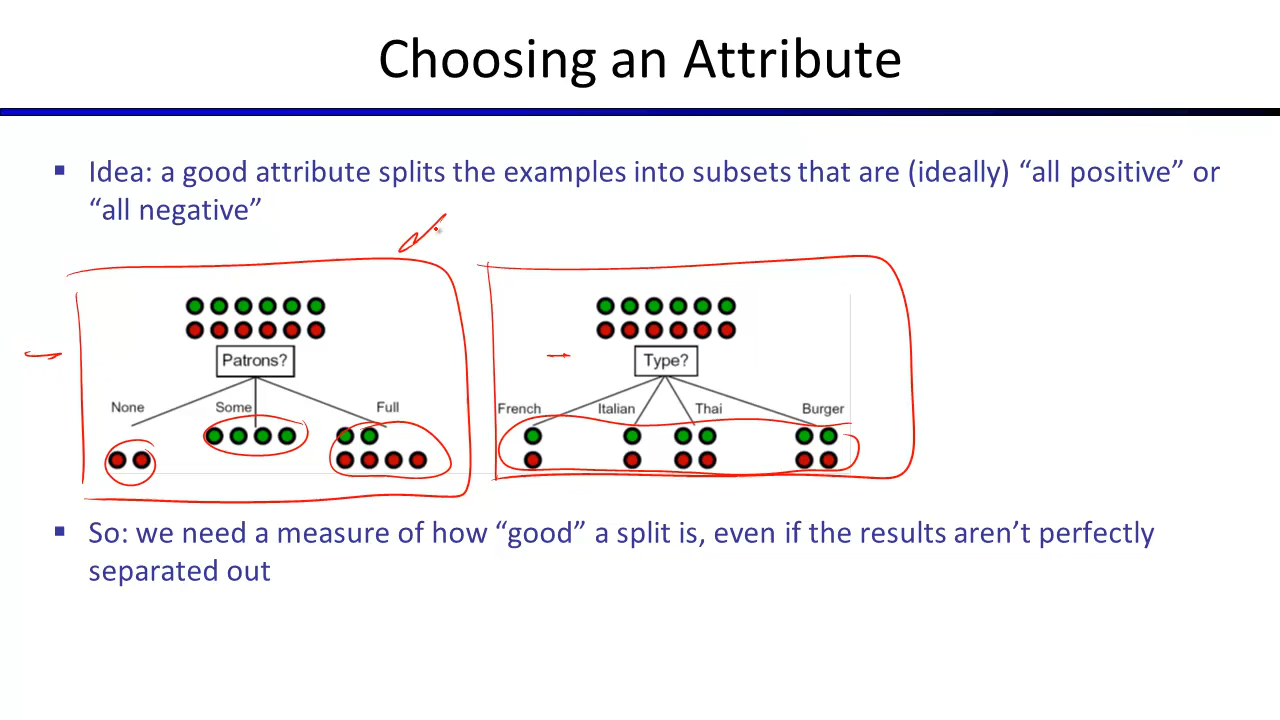 Choosing an Attribute
▪ Idea: a good attribute splits the examples into subsets that are (ideally) “all positive” or
“all negative”
Patrons?
None Some Full
Type?
French Italian Thai Burger
▪ So: we need a measure of how “good” a split is, even if the results aren’t perfectly
separated out